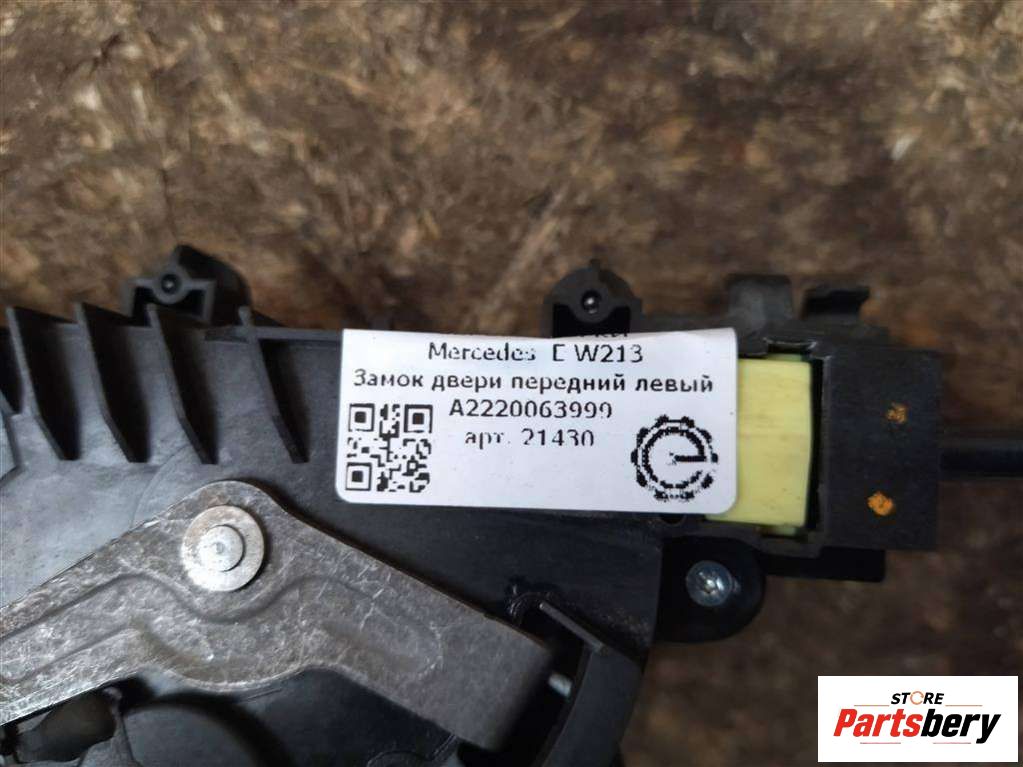 Mercedes E W213
Замок двери передний левый
A2220063999
арт. 21430
STORE
Partsbery